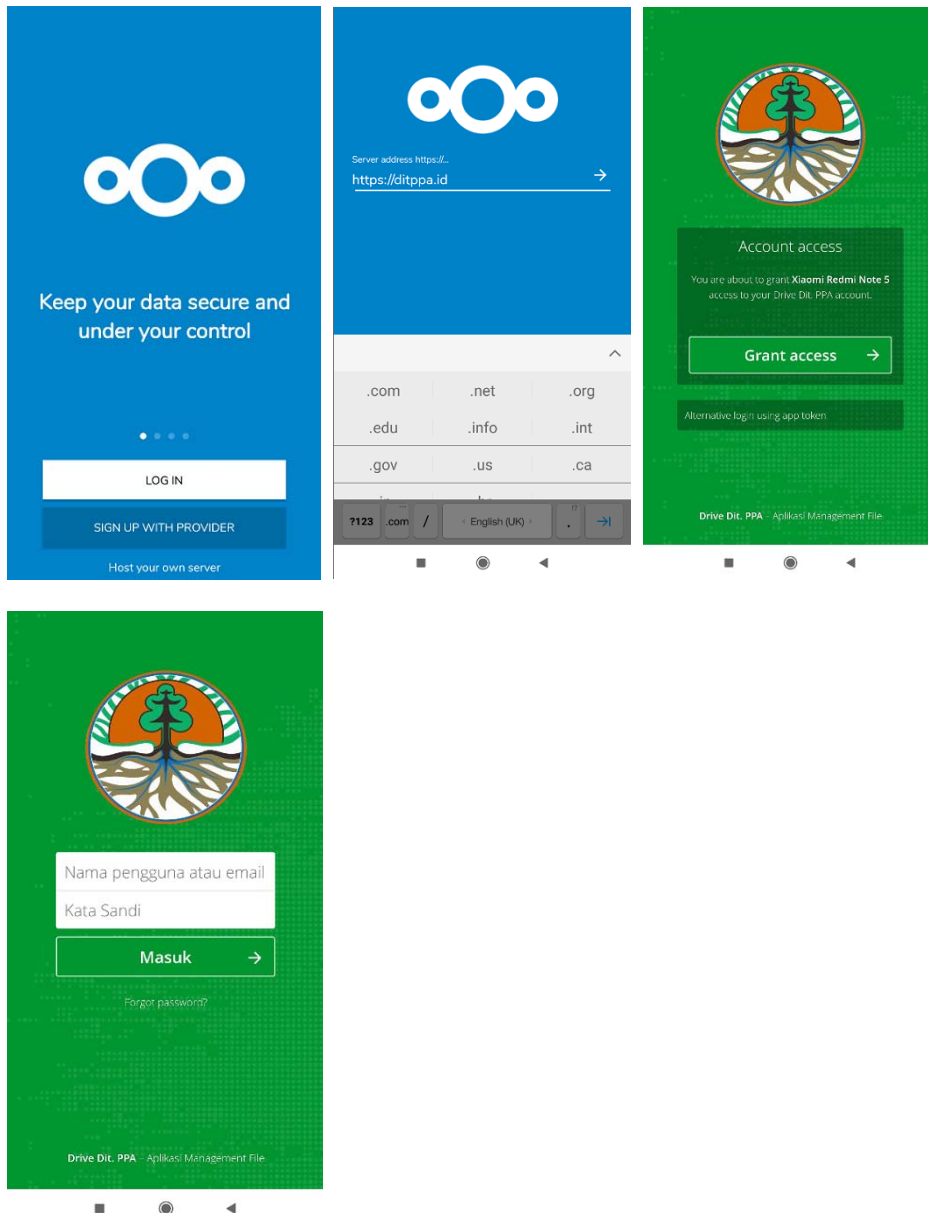 Keep your data secure and
under your control
LOG IN
SIGN UP WITH PROVIDER
Host your own server
Server address https://...
https://ditppa.id
.com .net .org
.edu .info .int
.gov .us .ca
?123 .com / English (UK) !? .
Account access
You are about to grant Xiaomi Redmi Note 5
access to your Drive Dit. PPA account.
Grant access
Alternative login using app token
Drive Dit. PPA – Aplikasi Management File
Nama pengguna atau email
Kata Sandi
Masuk
Forgot password?
Drive Dit. PPA – Aplikasi Management File